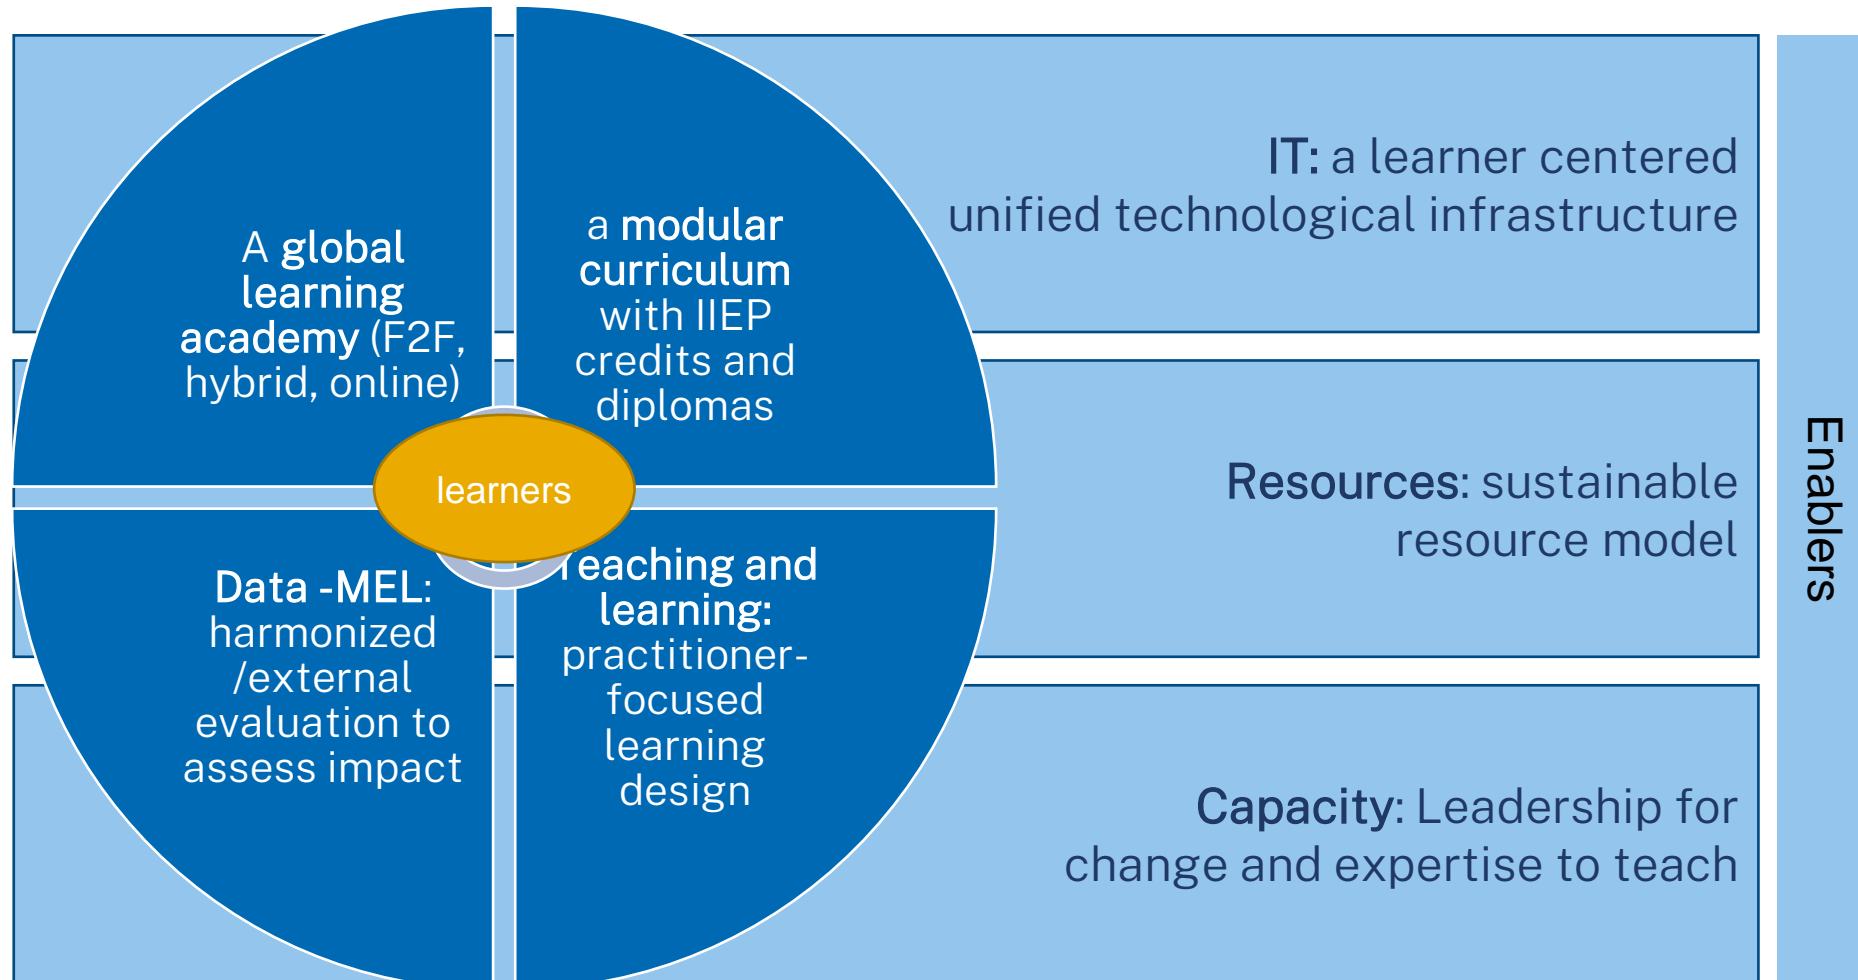 A global
learning
academy (F2F,
hybrid, online)
a modular
curriculum
with IIEP
credits and
diplomas
learners
Data -MEL:
harmonized
/external
evaluation to
assess impact
Teaching and
learning:
practitioner-
focused
learning
design
IT: a learner centered
unified technological infrastructure
Resources: sustainable
resource model
Capacity: Leadership for
change and expertise to teach
Enablers